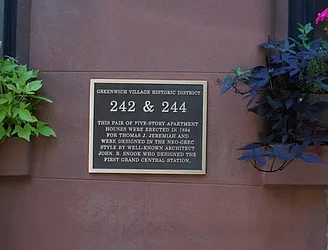 GREENWICH VILLAGE HISTORIC DISTRICT
242 & 244
THIS PAIR OF FIVE-STORY APARTMENT
HOUSES WERE ERECTED IN 1884
FOR THOMAS J. JEREMIAH AND
WERE DESIGNED IN THE NEO-GREC
STYLE BY WELL-KNOWN ARCHITECT
JOHN. B. SNOOK WHO DESIGNED THE
FIRST GRAND CENTRAL STATION.